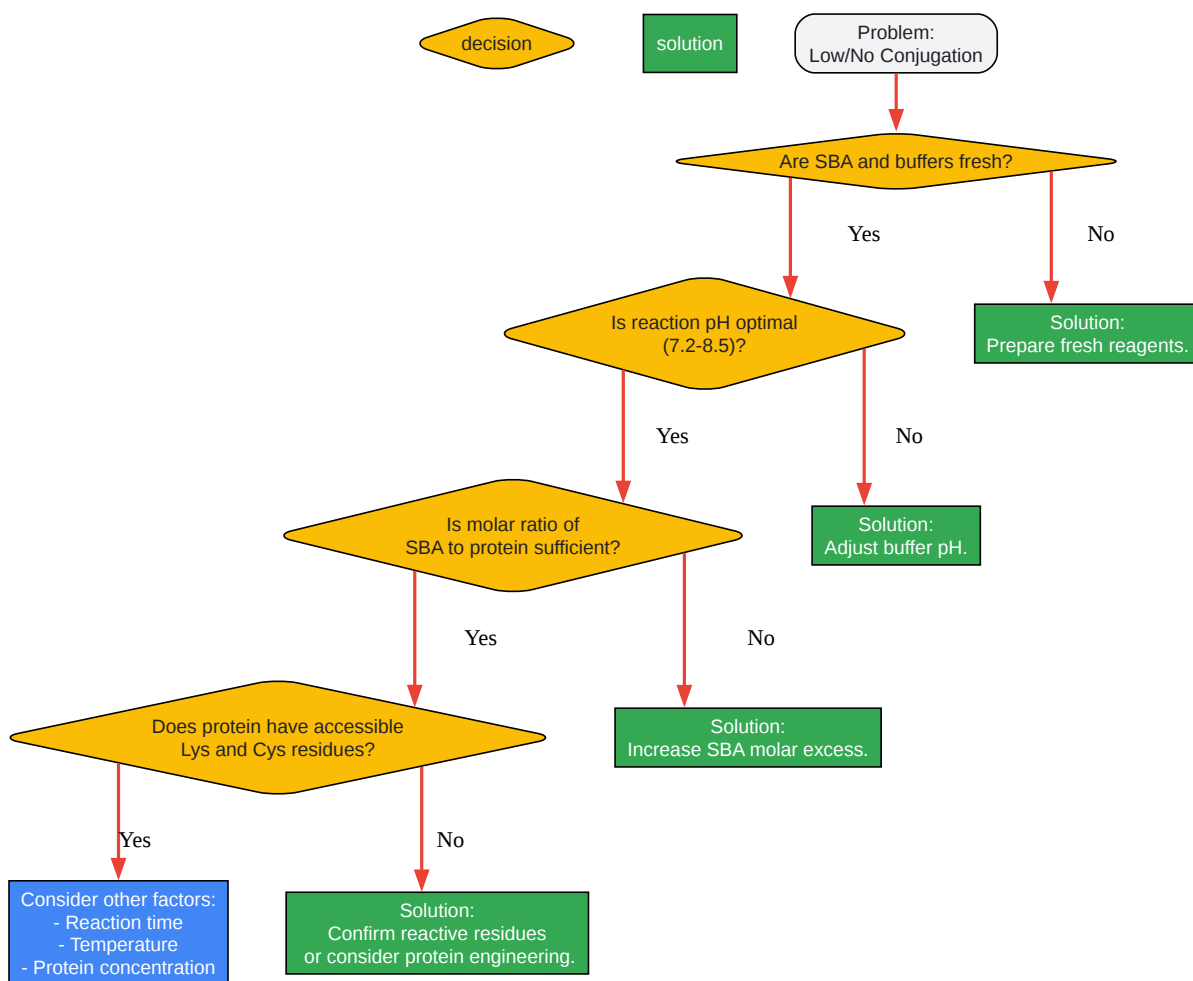 decision
solution
Problem:
Low/No Conjugation
Are SBA and buffers fresh?
Yes
No
Is reaction pH optimal
(7.2-8.5)?
Solution:
Prepare fresh reagents.
Yes
No
Is molar ratio of
SBA to protein sufficient?
Solution:
Adjust buffer pH.
Yes
No
Does protein have accessible
Lys and Cys residues?
Solution:
Increase SBA molar excess.
Yes
No
Consider other factors:
- Reaction time
- Temperature
- Protein concentration
Solution:
Confirm reactive residues
or consider protein engineering.